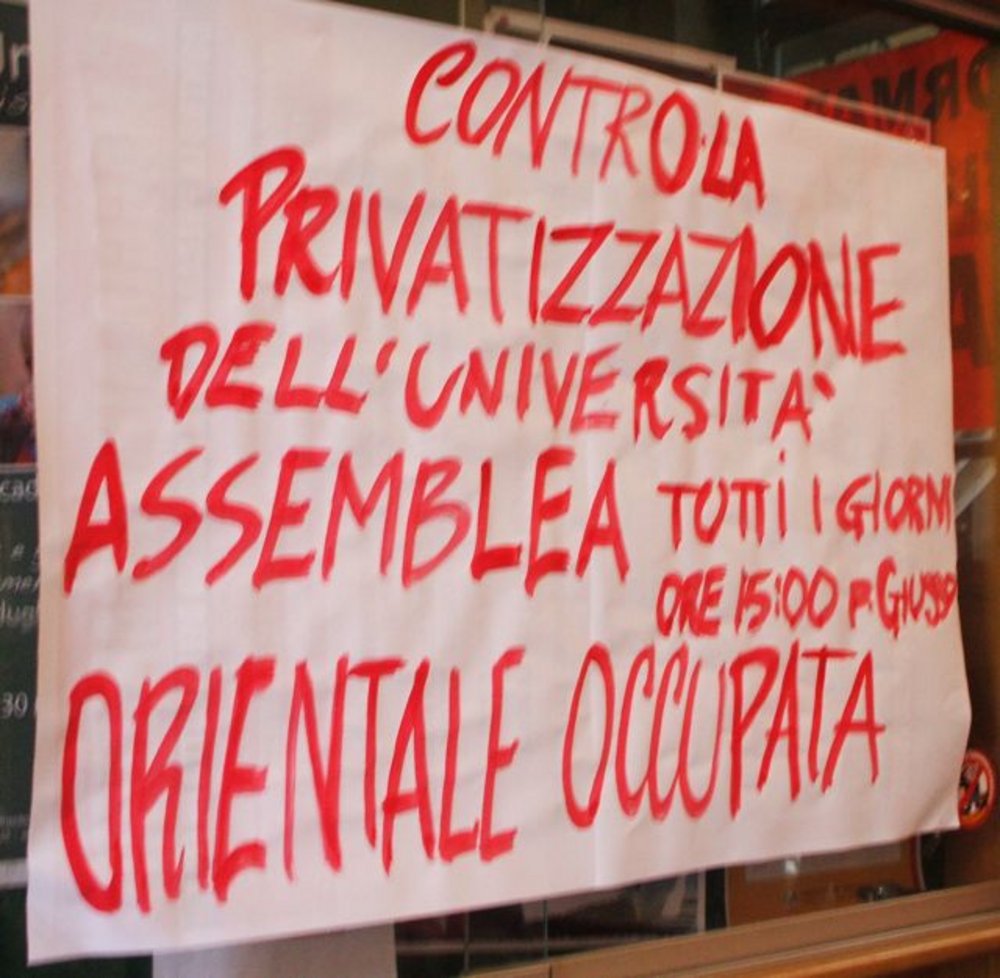 CONTRO LA
PRIVATIZZAZIONE
DELL'UNIVERSITA'
ASSEMBLEA TUTTI I GIORNI
ORE 15:00 P. GIUSSO
ORIENTALE OCCUPATA